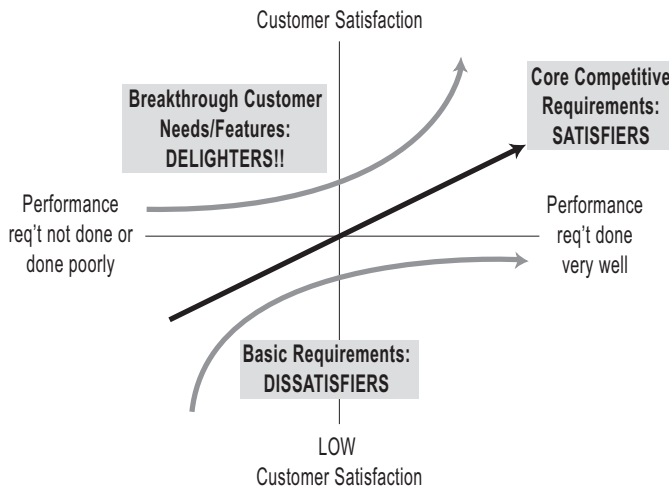 Customer Satisfaction
Breakthrough Customer
Needs/Features:
DELIGHTERS!!
Core Competitive
Requirements:
SATISFIERS
Performance
req't not done or
done poorly
Performance
req't done
very well
Basic Requirements:
DISSATISFIERS
LOW
Customer Satisfaction